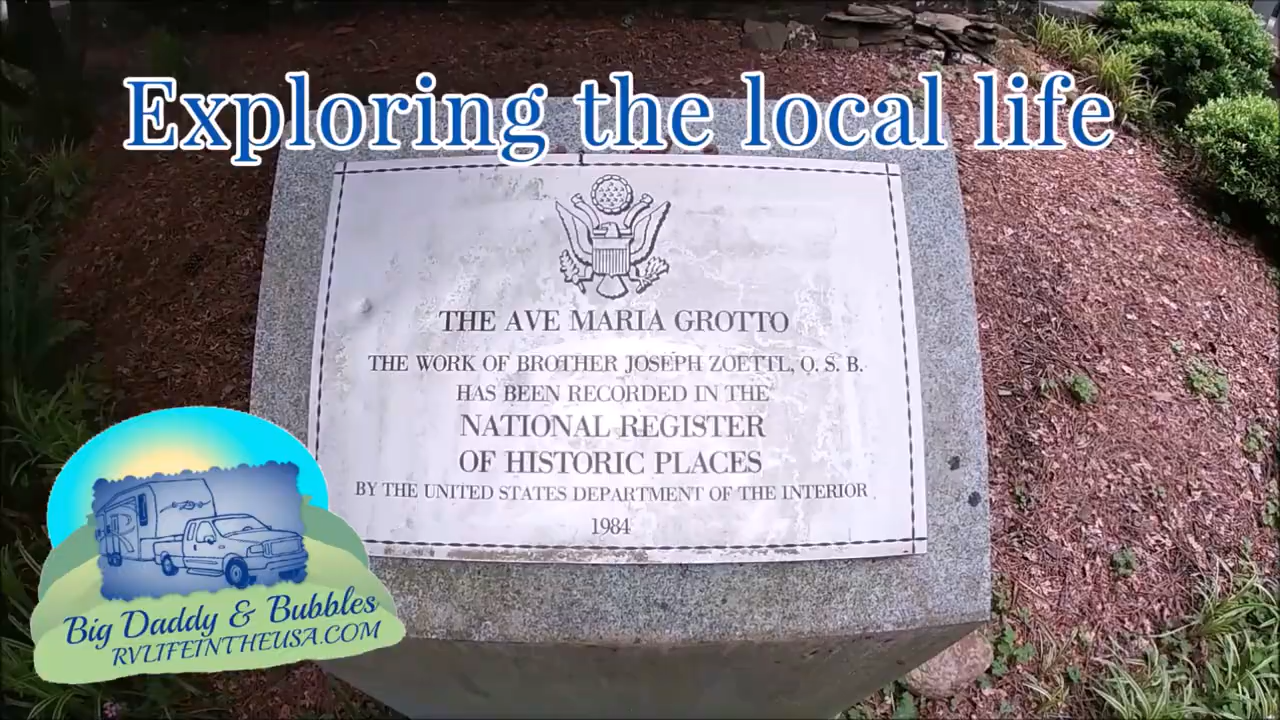 Exploring the local life
THE AVE MARIA GROTTO
THE WORK OF BROTHER JOSEPH ZOETTL, O. S. B.
HAS BEEN RECORDED IN THE
NATIONAL REGISTER
OF HISTORIC PLACES
BY THE UNITED STATES DEPARTMENT OF THE INTERIOR
1984
Big Daddy & Bubbles
RVLIFEINTHEUSA.COM